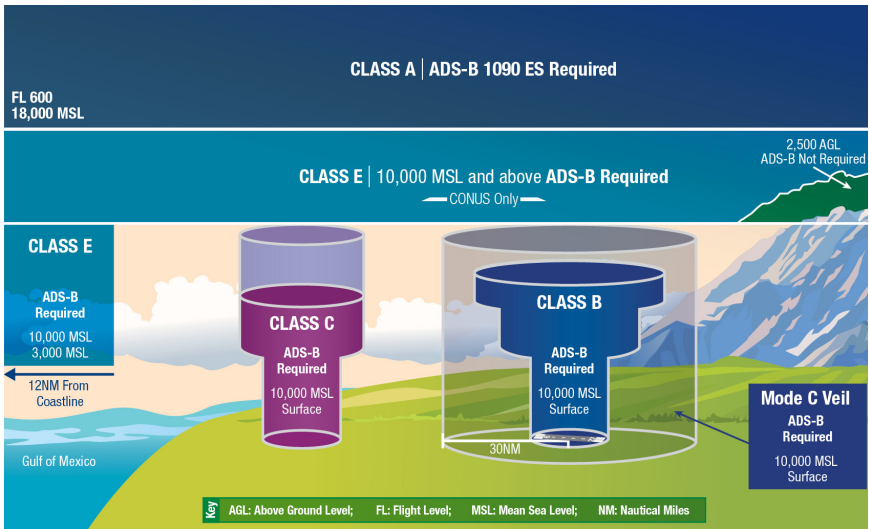 CLASS A | ADS-B 1090 ES Required
FL 600
18,000 MSL
2,500 AGL
ADS-B Not Required
CLASS E | 10,000 MSL and above ADS-B Required
CONUS Only
CLASS E
ADS-B
Required
10,000 MSL
3,000 MSL
12NM From
Coastline
Gulf of Mexico
CLASS C
ADS-B
Required
10,000 MSL
Surface
CLASS B
ADS-B
Required
10,000 MSL
Surface
30NM
Mode C Veil
ADS-B
Required
10,000 MSL
Surface
Key
AGL: Above Ground Level; FL: Flight Level; MSL: Mean Sea Level; NM: Nautical Miles